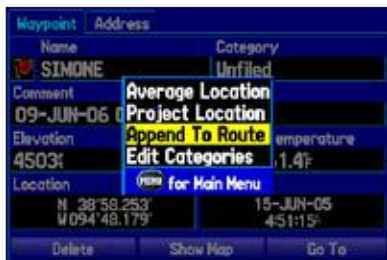 Waypoint Address
Name Category
SIMONE Unfiled
Comment
09-JUN-06
Average Location
Project Location
Append To Route
Edit Categories
MENU for Main Menu
Elevation
emperature
Location
N 38°58.253'
W094°48.179'
15-JUN-05
4:51:15
Delete Show Map Go To